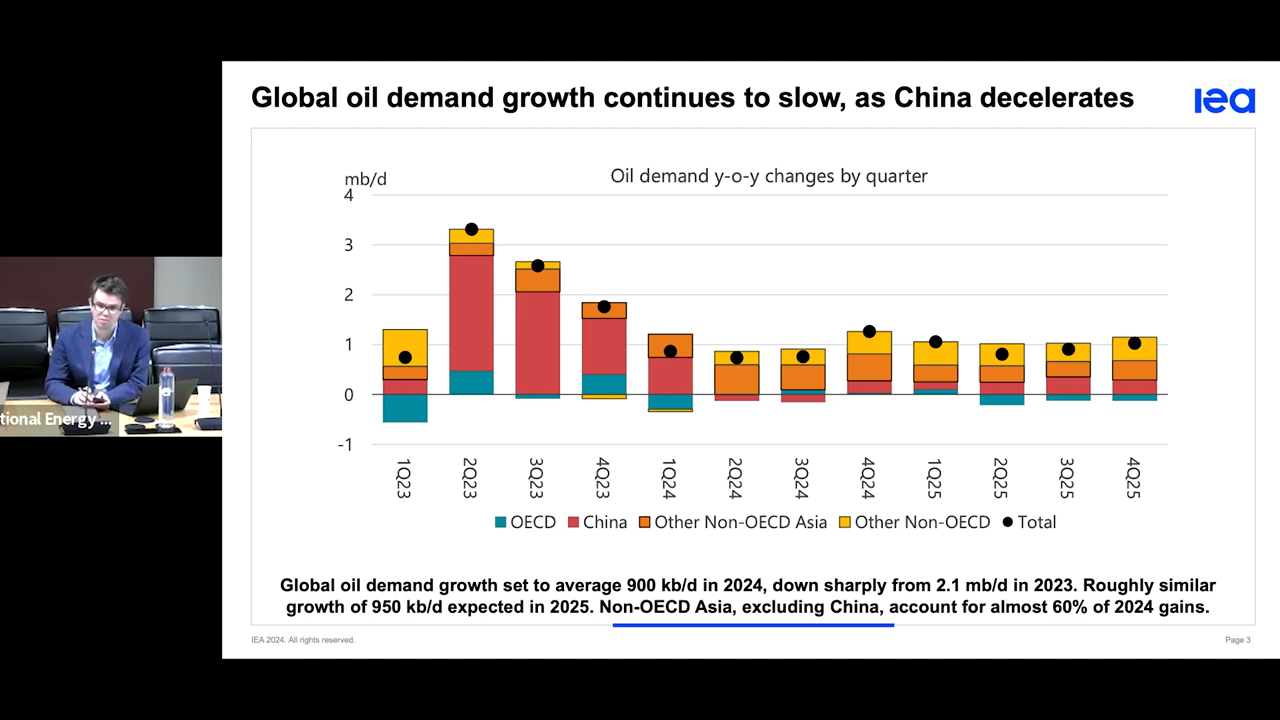 Global oil demand growth continues to slow, as China decelerates
iea
Oil demand y-o-y changes by quarter
mb/d
4
3
2
1
0
-1
1Q23
2Q23
3Q23
4Q23
1Q24
2Q24
3Q24
4Q24
1Q25
2Q25
3Q25
4Q25
OECD China Other Non-OECD Asia Other Non-OECD Total
Global oil demand growth set to average 900 kb/d in 2024, down sharply from 2.1 mb/d in 2023. Roughly similar
growth of 950 kb/d expected in 2025. Non-OECD Asia, excluding China, account for almost 60% of 2024 gains.
IEA 2024. All rights reserved.
Page 3
tional Energy ...